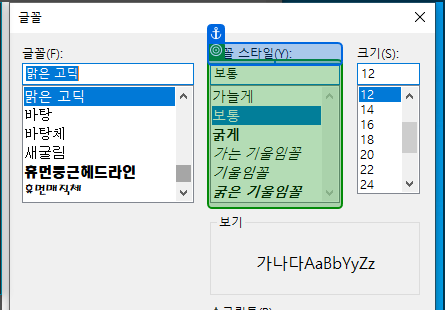 글꼴
글꼴(F):
맑은 고딕
맑은 고딕
바탕
바탕체
새굴림
휴먼둥근헤드라인
휴먼매직체
꼴 스타일(Y):
보통
가늘게
보통
굵게
가는 기울임꼴
기울임꼴
굵은 기울임꼴
크기(S):
12
12
14
16
18
20
22
24
보기
가나다AaBbYyZz